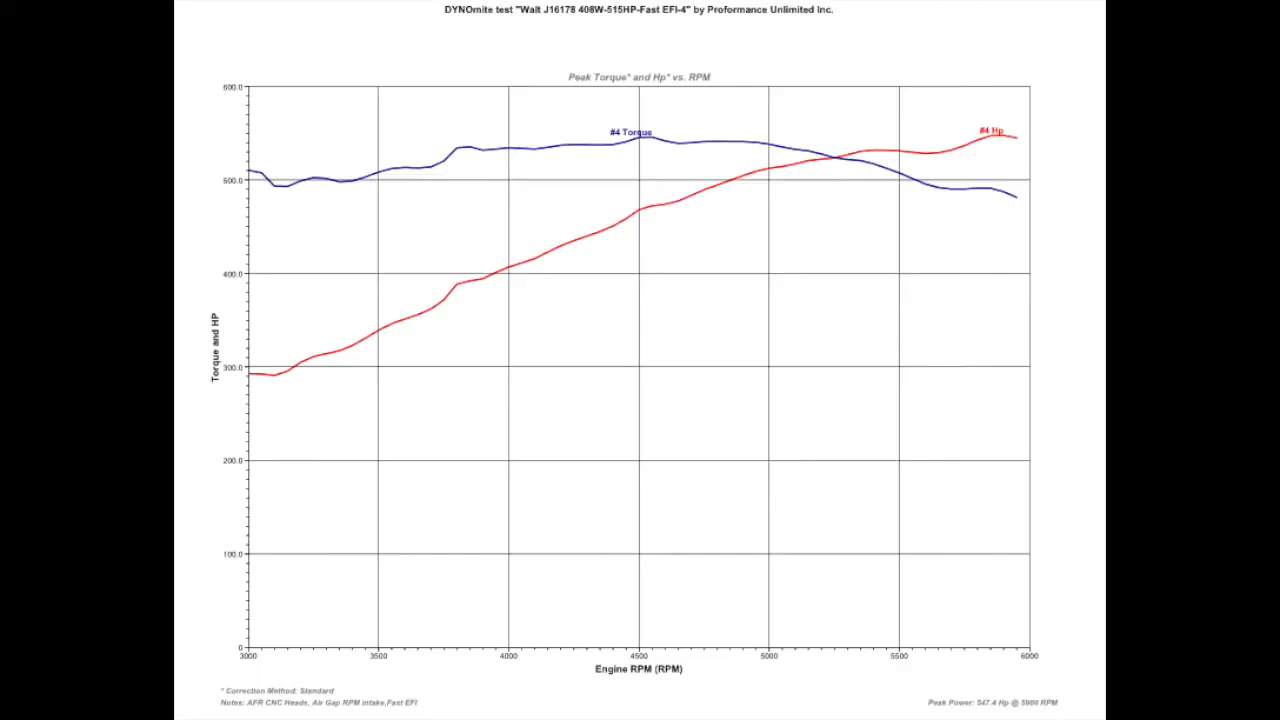 DYNOmite test "Walt J16178 408W-515HP-Fast EFI-4" by Proformance Unlimited Inc.
Peak Torque* and Hp* vs. RPM
600.0
#4 Torque
#4 Hp
500.0
400.0
Torque and HP
300.0
200.0
100.0
0
3000 3500 4000 4500 5000 5500 6000
Engine RPM (RPM)
* Correction Method: Standard
Notes: AFR CNC Heads, Air Gap RPM intake,Fast EFI
Peak Power: 547.4 Hp @ 5900 RPM